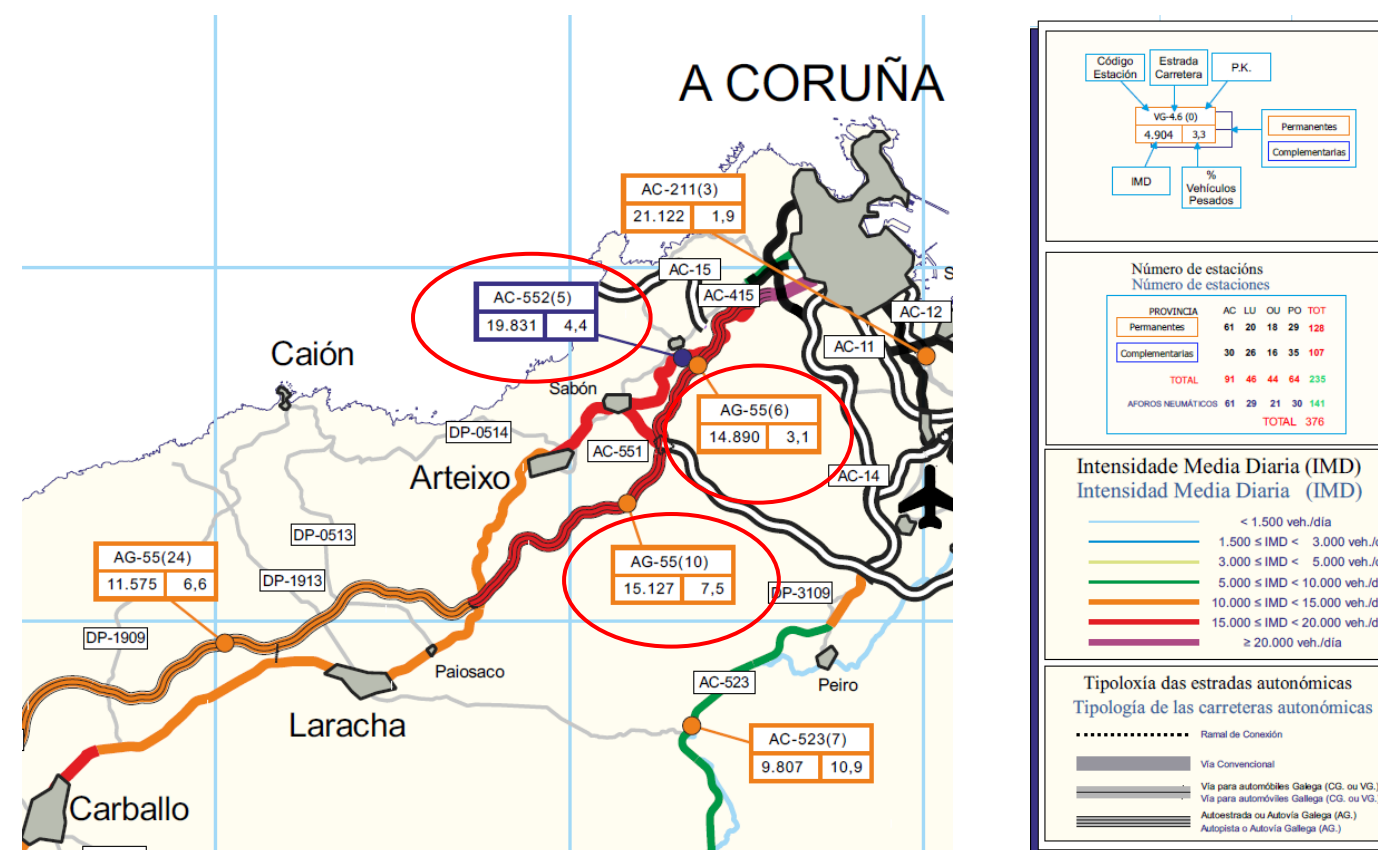 A CORUÑA
AC-211(3)
21.122 1,9
AC-15
AC-552(5)
19.831 4,4
AC-415
AC-12
AC-11
Caión
Sabón
AG-55(6)
14.890 3,1
DP-0514
AC-551
Arteixo
AC-14
DP-0513
AG-55(24)
11.575 6,6
AG-55(10)
15.127 7,5
DP-1913
DP-3109
DP-1909
Paiosaco
AC-523
Peiro
Laracha
AC-523(7)
9.807 10,9
Carballo
Código
Estación
Estrada
Carretera
P.K.
VG-4.6 (0)
4.904 3,3
Permanentes
Complementarias
IMD
%
Vehículos
Pesados
Número de estacións
Número de estaciones
PROVINCIA AC LU OU PO TOT
Permanentes 61 20 18 29 128
Complementarias 30 26 16 35 107
TOTAL 91 46 44 64 235
AFOROS NEUMÁTICOS 61 29 21 30 141
TOTAL 376
Intensidade Media Diaria (IMD)
Intensidad Media Diaria (IMD)
< 1.500 veh./día
1.500 ≤ IMD < 3.000 veh./d
3.000 ≤ IMD < 5.000 veh./d
5.000 ≤ IMD < 10.000 veh./d
10.000 ≤ IMD < 15.000 veh./d
15.000 ≤ IMD < 20.000 veh./d
≥ 20.000 veh./día
Tipoloxía das estradas autonómicas
Tipología de las carreteras autonómicas
Ramal de Conexión
Vía Convencional
Vía para automóbiles Galega (CG. ou VG.)
Vía para automóviles Gallega (CG. ou VG.)
Autoestrada ou Autovía Galega (AG.)
Autopista o Autovía Gallega (AG.)